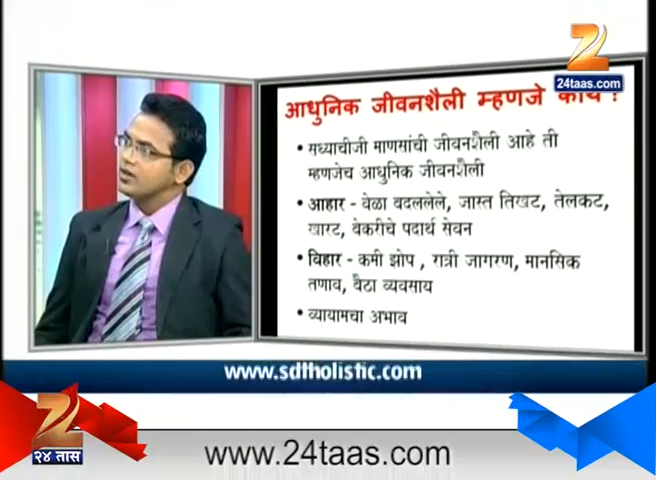 24taas.com
आधुनिक जीवनशैली म्हणजे काय ?
• सध्याचीजी माणसांची जीवनशैली आहे ती
म्हणजेच आधुनिक जीवनशैली
• आहार - वेळा बदललेले, जास्त तिखट, तेलकट,
खारट, बेकरीचे पदार्थ सेवन
• विहार - कमी झोप , रात्री जागरण, मानसिक
तणाव, बैठा व्यवसाय
• व्यायामचा अभाव
www.sdtholistic.com
२४ तास
www.24taas.com